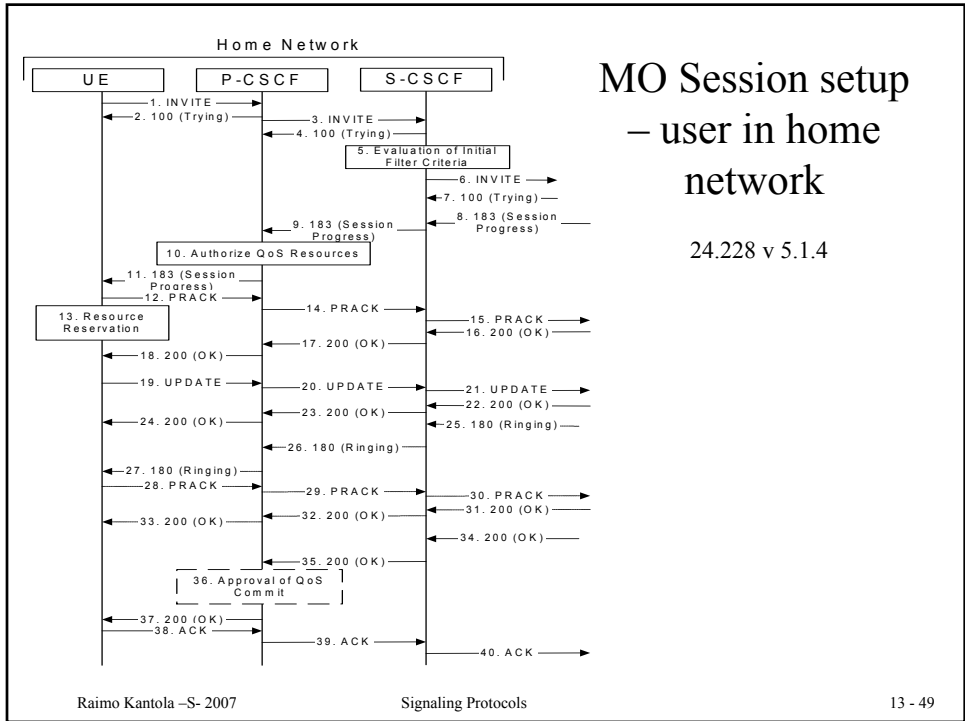 Home Network
UE
P-CSCF
S-CSCF
1. INVITE
2. 100 (Trying)
3. INVITE
4. 100 (Trying)
5. Evaluation of Initial
Filter Criteria
6. INVITE
7. 100 (Trying)
8. 183 (Session
Progress)
9. 183 (Session
Progress)
10. Authorize QoS Resources
11. 183 (Session
Progress)
12. PRACK
13. Resource
Reservation
14. PRACK
15. PRACK
16. 200 (OK)
17. 200 (OK)
18. 200 (OK)
19. UPDATE
20. UPDATE
21. UPDATE
22. 200 (OK)
23. 200 (OK)
24. 200 (OK)
25. 180 (Ringing)
26. 180 (Ringing)
27. 180 (Ringing)
28. PRACK
29. PRACK
30. PRACK
31. 200 (OK)
32. 200 (OK)
33. 200 (OK)
34. 200 (OK)
35. 200 (OK)
36. Approval of QoS
Commit
37. 200 (OK)
38. ACK
39. ACK
40. ACK
MO Session setup
– user in home
network
24.228 v 5.1.4
Raimo Kantola –S- 2007
Signaling Protocols
13 - 49